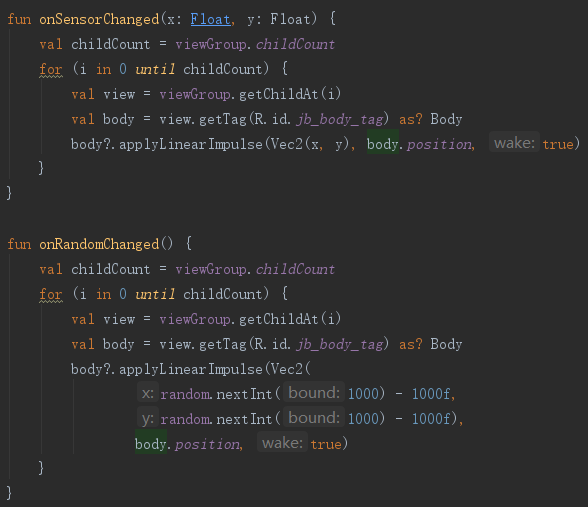 fun onSensorChanged(x: Float, y: Float) {
    val childCount = viewGroup.childCount
    for (i in 0 until childCount) {
        val view = viewGroup.getChildAt(i)
        val body = view.getTag(R.id.jb_body_tag) as? Body
        body?.applyLinearImpulse(Vec2(x, y), body.position, wake: true)
    }
}
fun onRandomChanged() {
    val childCount = viewGroup.childCount
    for (i in 0 until childCount) {
        val view = viewGroup.getChildAt(i)
        val body = view.getTag(R.id.jb_body_tag) as? Body
        body?.applyLinearImpulse(Vec2(
                x: random.nextInt( bound: 1000) - 1000f,
                y: random.nextInt( bound: 1000) - 1000f),
                body.position, wake: true)
    }
}